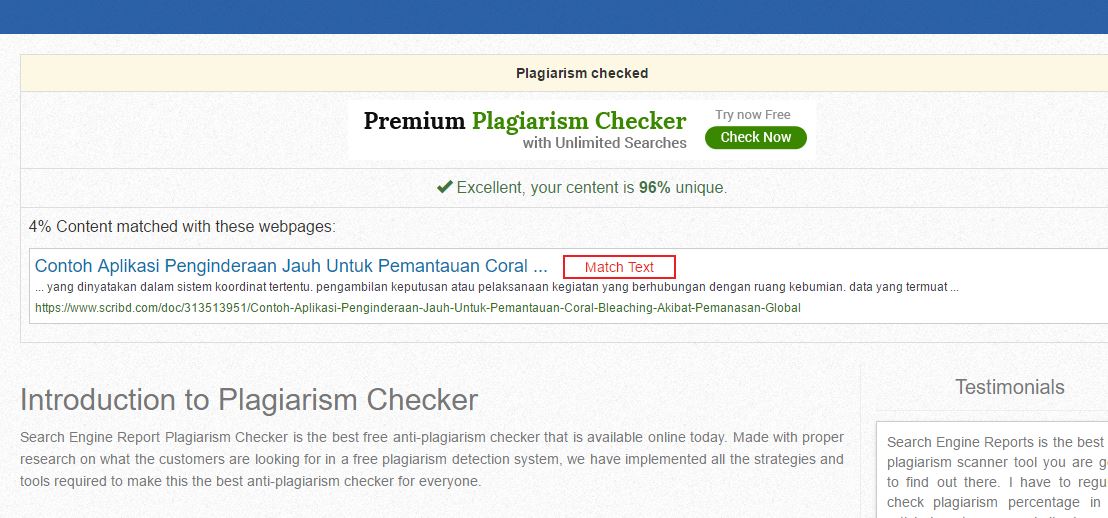 Plagiarism checked
Premium Plagiarism Checker
with Unlimited Searches
Try now Free
Check Now
Excellent, your centent is 96% unique.
4% Content matched with these webpages:
Contoh Aplikasi Penginderaan Jauh Untuk Pemantauan Coral ...
Match Text
... yang dinyatakan dalam sistem koordinat tertentu. pengambilan keputusan atau pelaksanaan kegiatan yang berhubungan dengan ruang kebumian. data yang termuat ...
https://www.scribd.com/doc/313513951/Contoh-Aplikasi-Penginderaan-Jauh-Untuk-Pemantauan-Coral-Bleaching-Akibat-Pemanasan-Global
Introduction to Plagiarism Checker
Search Engine Report Plagiarism Checker is the best free anti-plagiarism checker that is available online today. Made with proper
research on what the customers are looking for in a free plagiarism detection system, we have implemented all the strategies and
tools required to make this the best anti-plagiarism checker for everyone.
Testimonials
Search Engine Reports is the best
plagiarism scanner tool you are g
to find out there. I have to regu
check plagiarism percentage in